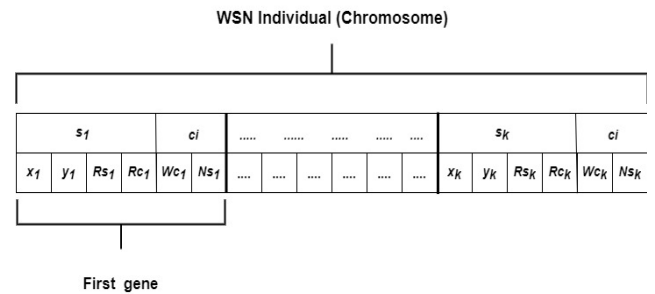 WSN Individual (Chromosome)
s1 ci ..... ...... ..... ..... .... sk ci
x1 y1 Rs1 Rc1 Wc1 Ns1 .... .... .... .... .... .... xk yk Rsk Rck Wck Nsk
First gene